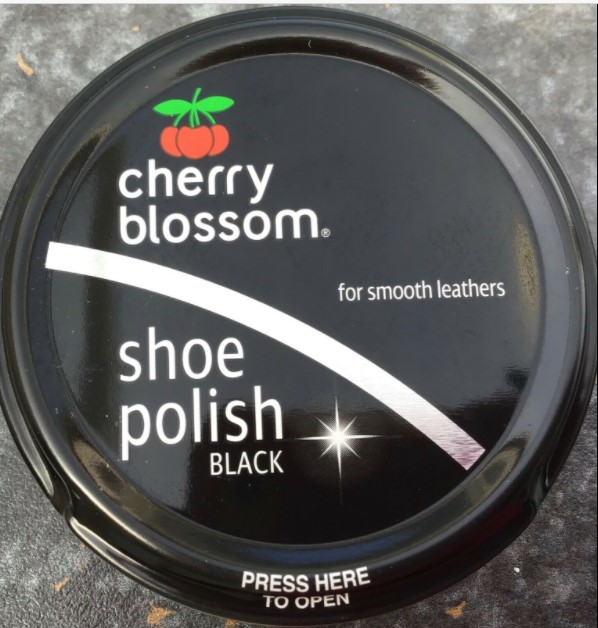 cherry
blossom®
for smooth leathers
shoe
polish
BLACK
PRESS HERE
TO OPEN